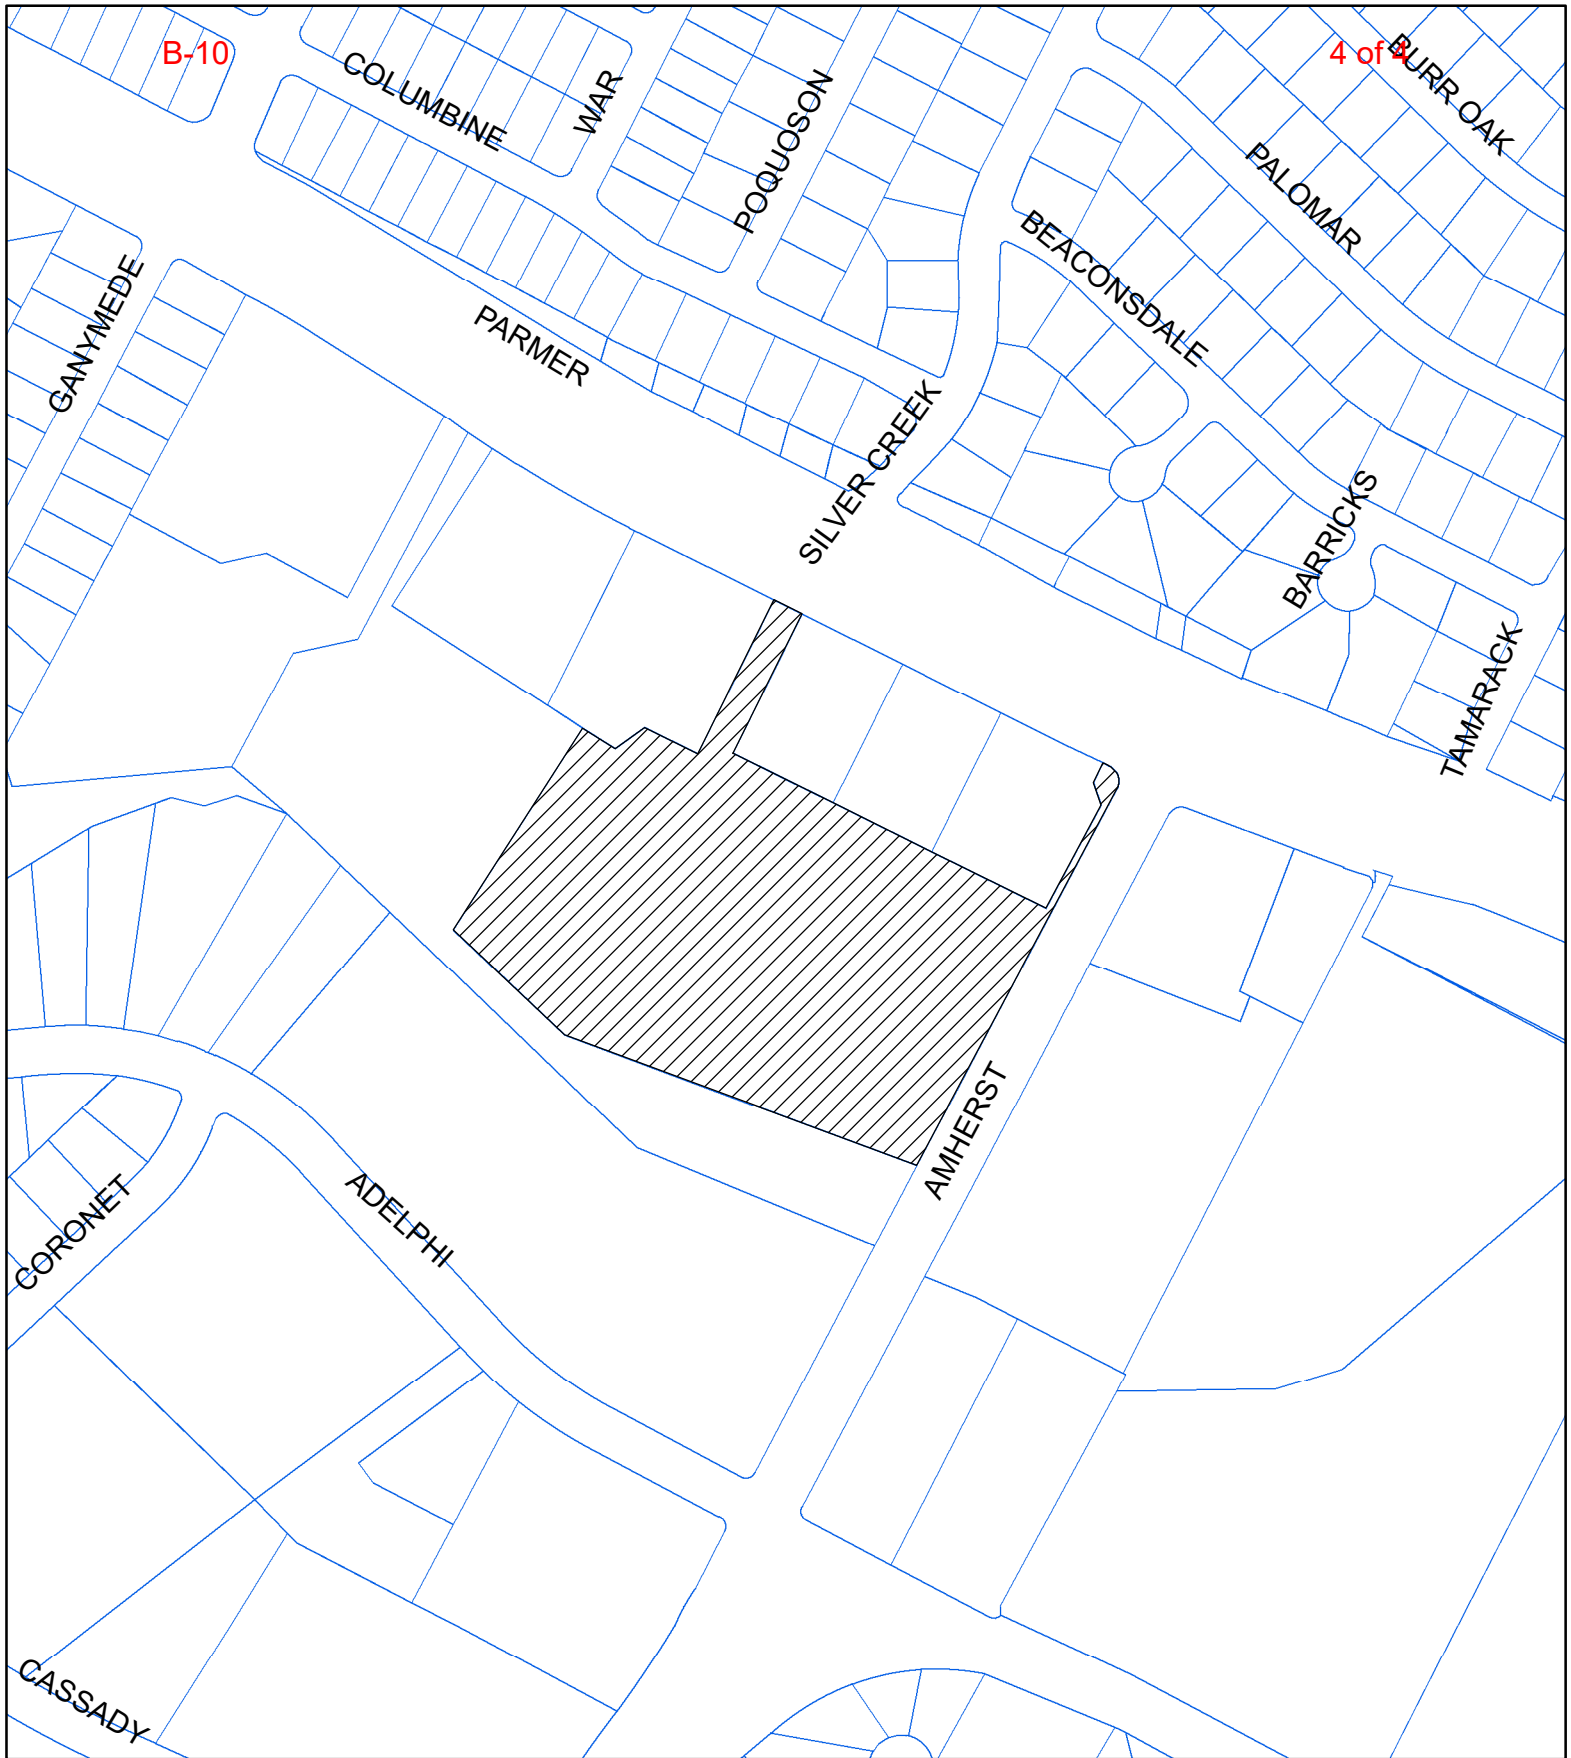 B-10
4 of 4
BURR OAK
COLUMBINE
WAR
POQUOSON
PALOMAR
BEACONSDALE
GANYMEDE
PARMER
SILVER CREEK
BARRICKS
TAMARACK
AMHERST
CORONET
ADELPHI
CASSADY